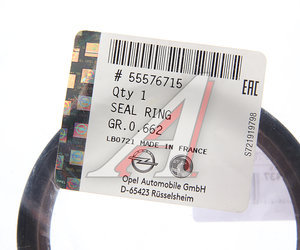 # 55576715
Qty 1
SEAL RING
GR.0.662
LB0721 MADE IN FRANCE
Opel Automobile GmbH
D-65423 Rüsselsheim
EAC
S721919798